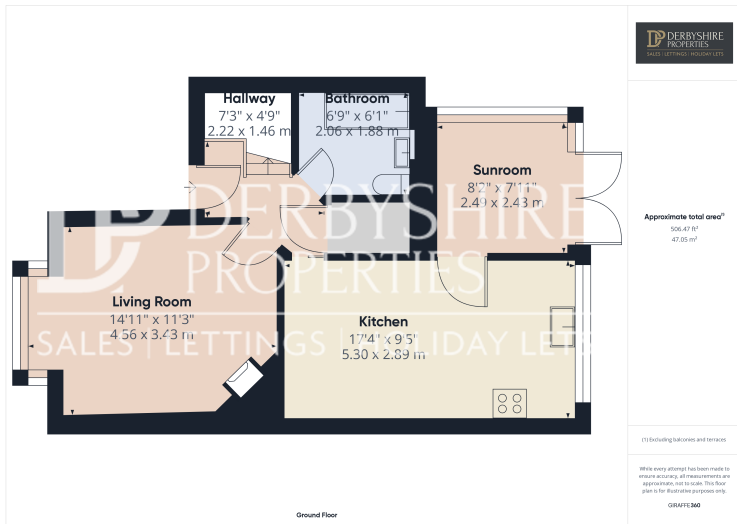 DERBYSHIRE
PROPERTIES
SALES | LETTINGS | HOLIDAY LETS
Hallway
7'3" x 4'9"
2.22 x 1.46 m
Bathroom
6'9" x 6'1"
2.06 x 1.88 m
Sunroom
8'2" x 7'11"
2.49 x 2.43 m
Living Room
14'11" x 11'3"
4.56 x 3.43 m
Kitchen
17'4" x 9'5"
5.30 x 2.89 m
DERBYSHIRE
PROPERTIES
SALES | LETTINGS | HOLIDAY LETS
Approximate total area⁽¹⁾
506.47 ft²
47.05 m²
(1) Excluding balconies and terraces
While every attempt has been made to
ensure accuracy, all measurements are
approximate, not to scale. This floor
plan is for illustrative purposes only.
GIRAFFE360
Ground Floor